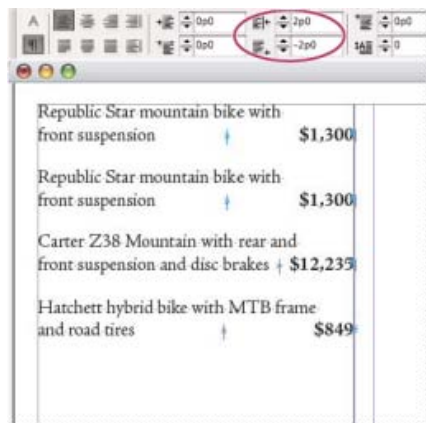 A 0p0 2p0 0p0
¶ 0p0 -2p0 1A 0
Republic Star mountain bike with
front suspension $1,300
Republic Star mountain bike with
front suspension $1,300
Carter Z38 Mountain with rear and
front suspension and disc brakes $12,235
Hatchett hybrid bike with MTB frame
and road tires $849